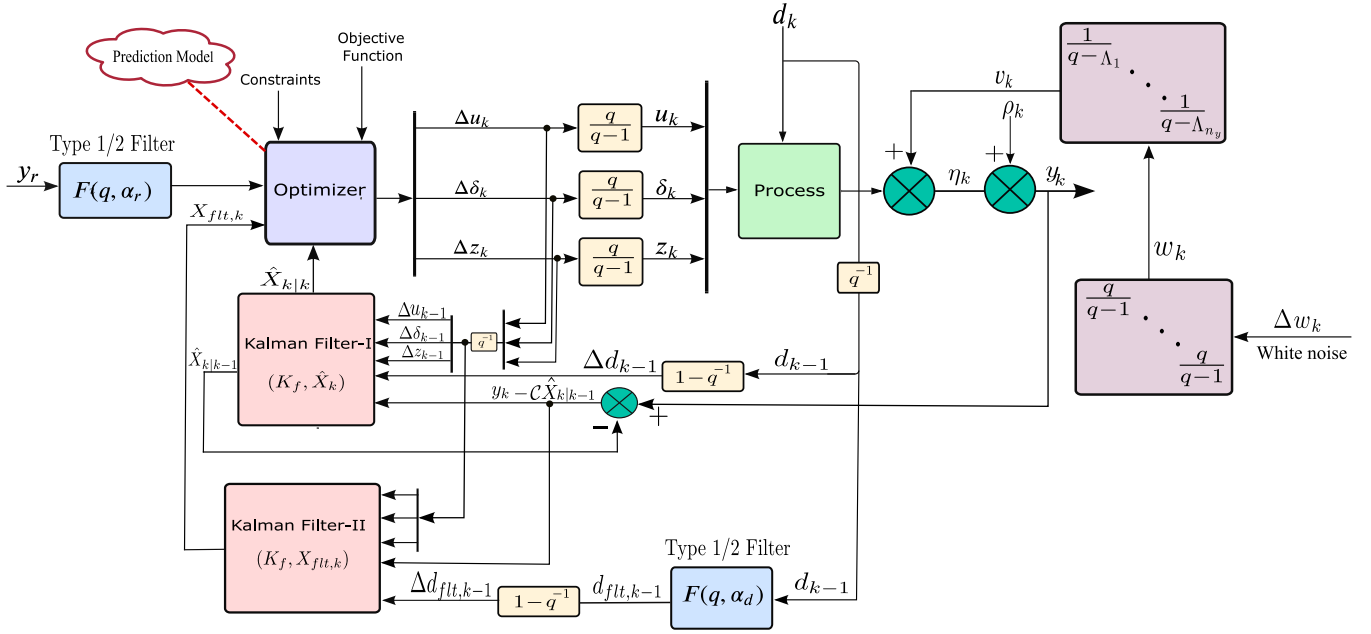 Prediction Model
Objective
Function
Constraints
Type 1/2 Filter
y_r
F(q, α_r)
X_{flt,k}
Optimizer
X̂_{k|k}
Δu_k
Δδ_k
Δz_k
q
q−1
q
q−1
q
q−1
u_k
δ_k
z_k
d_k
Process
q^{-1}
+
v_k
ρ_k
+
η_k
y_k
1
q−Λ_1
1
q−Λ_{n_y}
w_k
q
q−1
q
q−1
Δw_k
White noise
Kalman Filter-I
(K_f, X̂_k)
X̂_{k|k−1}
Δu_{k−1}
Δδ_{k−1}
Δz_{k−1}
q^{-1}
Δd_{k−1}
1−q^{-1}
d_{k−1}
y_k − 𝒞X̂_{k|k−1}
−
+
Kalman Filter-II
(K_f, X_{flt,k})
Δd_{flt,k−1}
1−q^{-1}
d_{flt,k−1}
Type 1/2 Filter
F(q, α_d)
d_{k−1}